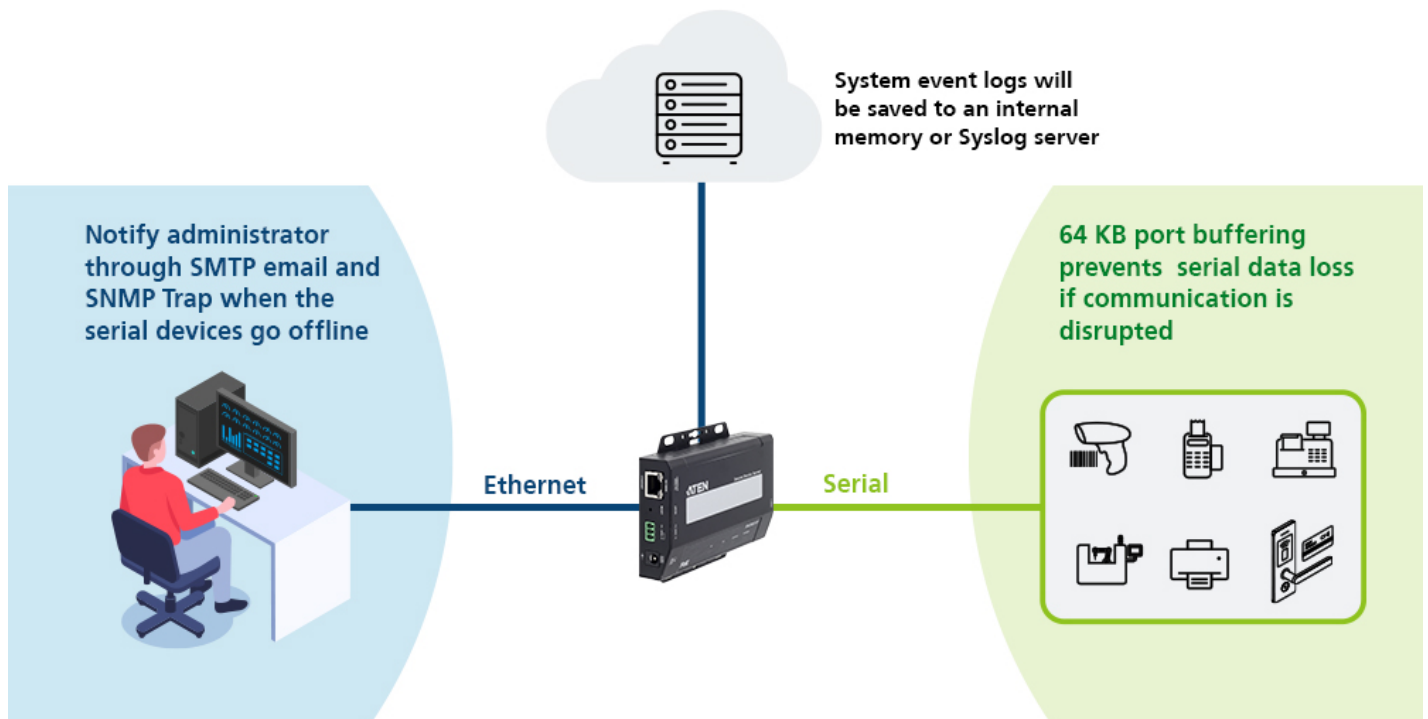 System event logs will
be saved to an internal
memory or Syslog server
Notify administrator
through SMTP email and
SNMP Trap when the
serial devices go offline
64 KB port buffering
prevents serial data loss
if communication is
disrupted
Ethernet
Serial
ATEN